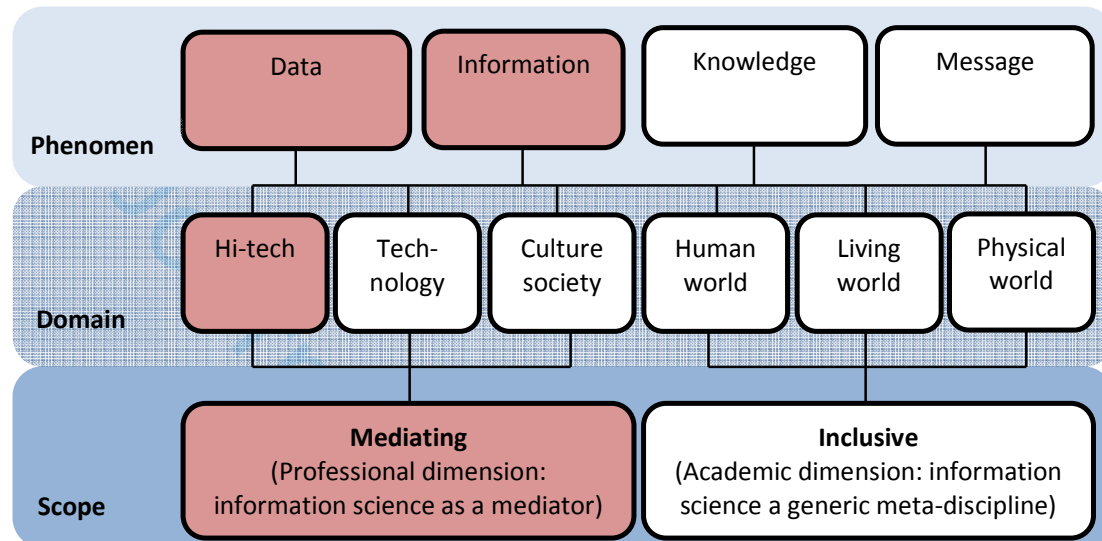 Data
Information
Knowledge
Message
Phenomen
Hi-tech
Tech-
nology
Culture
society
Human
world
Living
world
Physical
world
Domain
Mediating
(Professional dimension:
information science as a mediator)
Inclusive
(Academic dimension: information
science a generic meta-discipline)
Scope